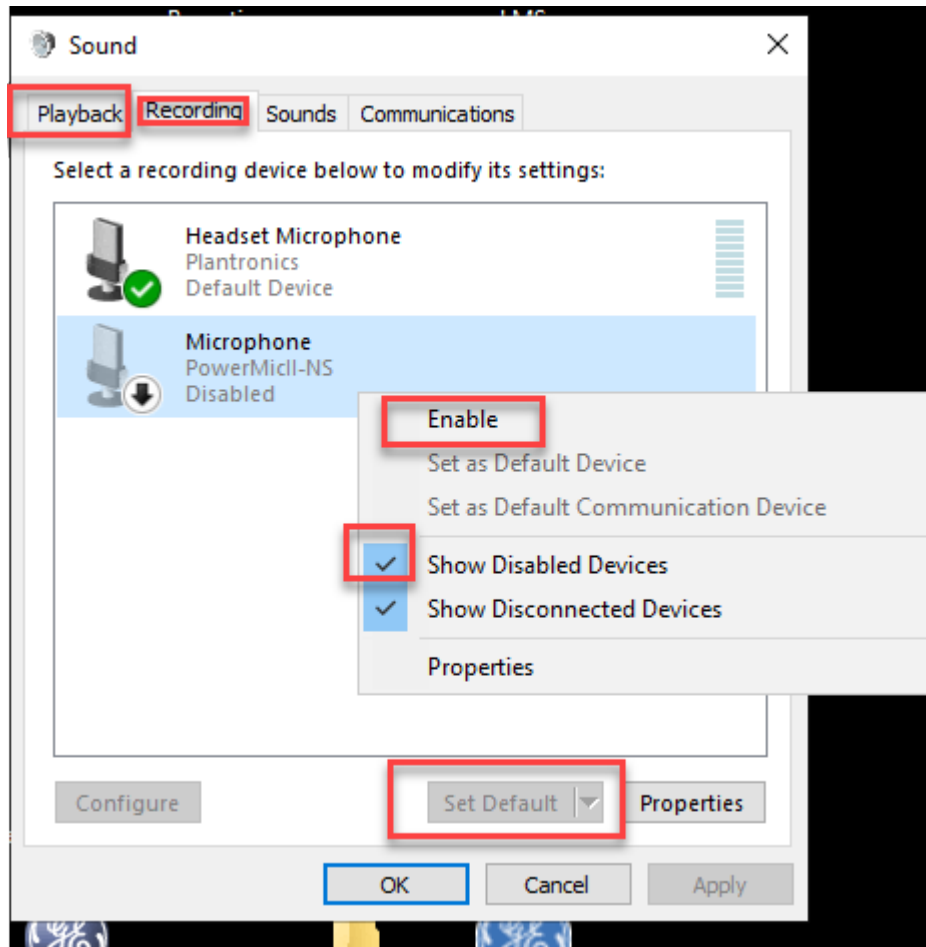 Sound
Playback Recording Sounds Communications
Select a recording device below to modify its settings:
Headset Microphone
Plantronics
Default Device
Microphone
PowerMicII-NS
Disabled
Enable
Set as Default Device
Set as Default Communication Device
Show Disabled Devices
Show Disconnected Devices
Properties
Configure Set Default Properties
OK Cancel Apply